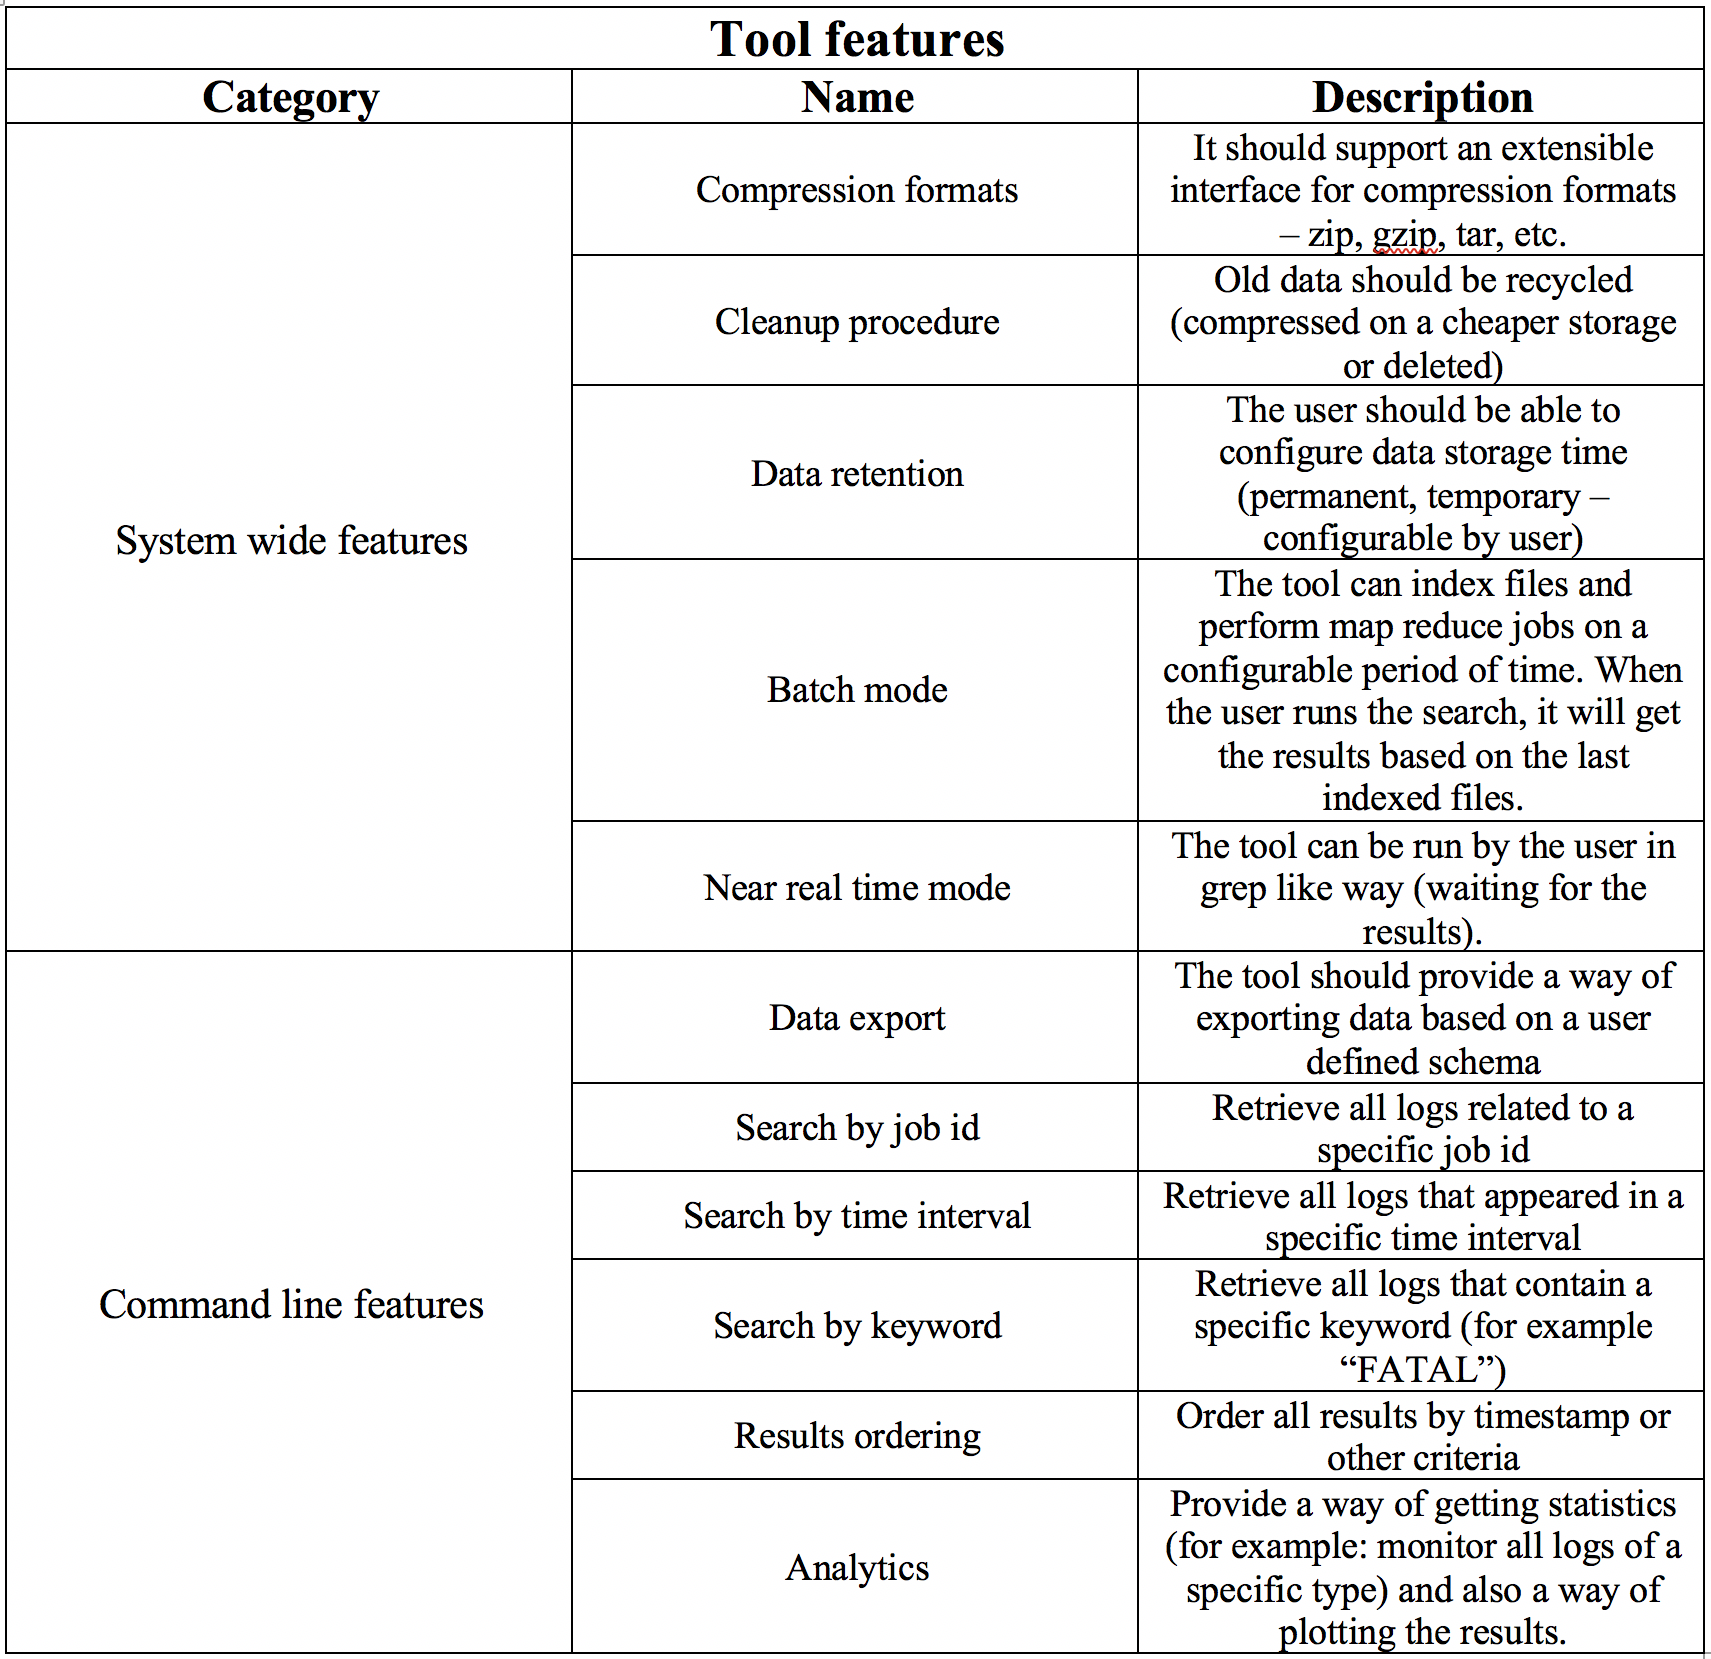 Tool features
Category
Name
Description
System wide features
Compression formats
It should support an extensible
interface for compression formats
– zip, gzip, tar, etc.
Cleanup procedure
Old data should be recycled
(compressed on a cheaper storage
or deleted)
Data retention
The user should be able to
configure data storage time
(permanent, temporary –
configurable by user)
Batch mode
The tool can index files and
perform map reduce jobs on a
configurable period of time. When
the user runs the search, it will get
the results based on the last
indexed files.
Near real time mode
The tool can be run by the user in
grep like way (waiting for the
results).
Command line features
Data export
The tool should provide a way of
exporting data based on a user
defined schema
Search by job id
Retrieve all logs related to a
specific job id
Search by time interval
Retrieve all logs that appeared in a
specific time interval
Search by keyword
Retrieve all logs that contain a
specific keyword (for example
“FATAL”)
Results ordering
Order all results by timestamp or
other criteria
Analytics
Provide a way of getting statistics
(for example: monitor all logs of a
specific type) and also a way of
plotting the results.